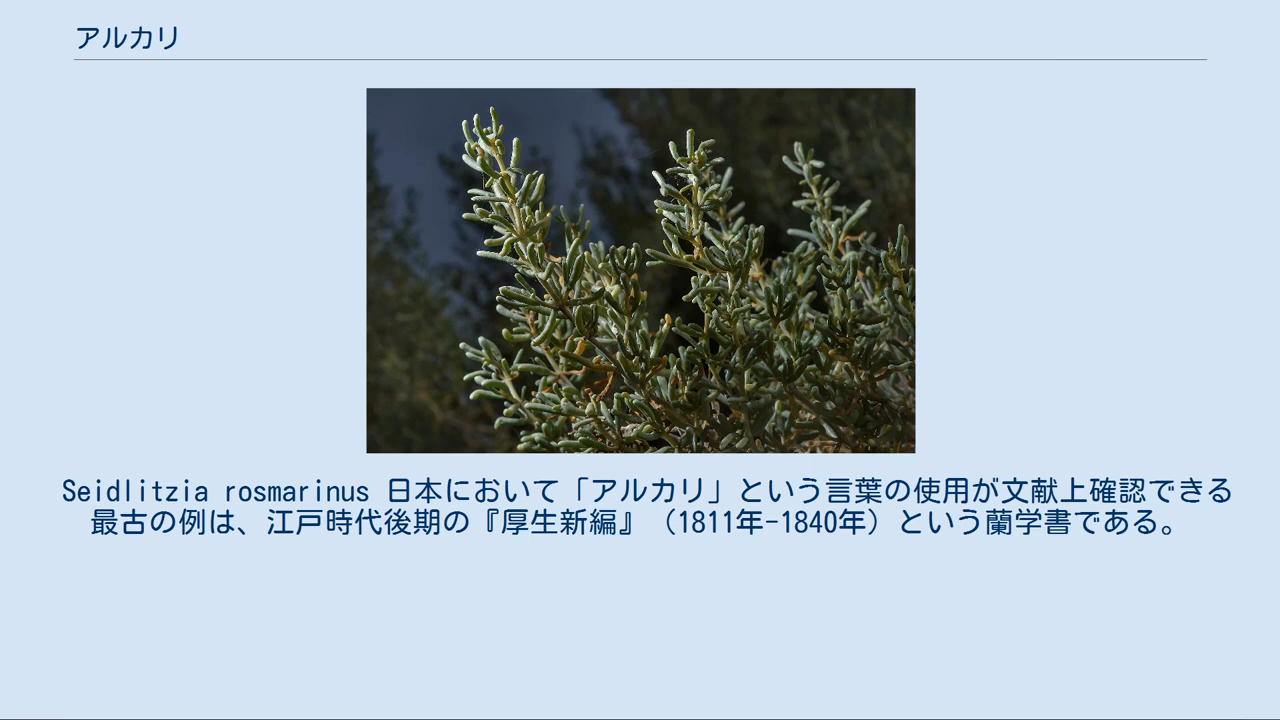 アルカリ
Seidlitzia rosmarinus 日本において「アルカリ」という言葉の使用が文献上確認できる
最古の例は、江戸時代後期の『厚生新編』（1811年-1840年）という蘭学書である。